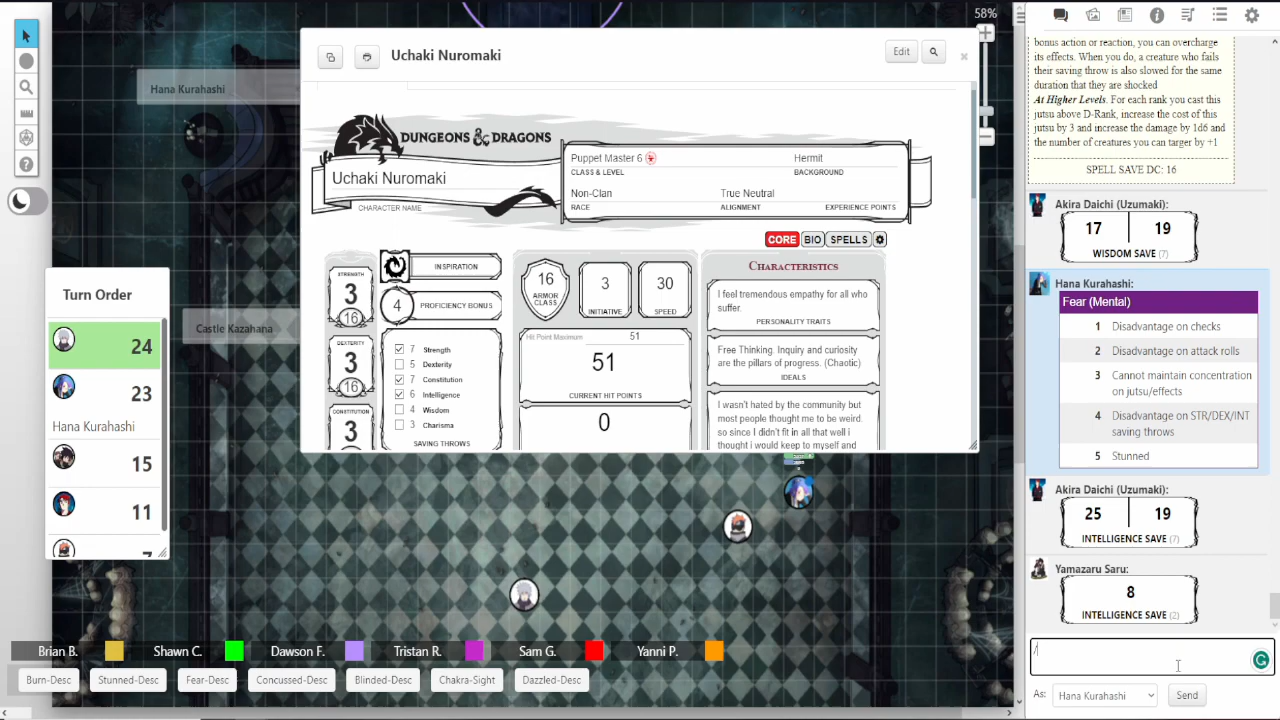 58%
Hana Kurahashi
Castle Kazahana
Turn Order
24
23
Hana Kurahashi
15
11
7
Uchaki Nuromaki
Edit
DUNGEONS & DRAGONS
Uchaki Nuromaki
CHARACTER NAME
Puppet Master 6
Hermit
CLASS & LEVEL
BACKGROUND
Non-Clan
True Neutral
RACE
ALIGNMENT
EXPERIENCE POINTS
CORE
BIO
SPELLS
STRENGTH
3
16
DEXTERITY
3
16
CONSTITUTION
3
INSPIRATION
4
PROFICIENCY BONUS
7 Strength
5 Dexterity
7 Constitution
6 Intelligence
4 Wisdom
3 Charisma
SAVING THROWS
16
ARMOR
CLASS
3
INITIATIVE
30
SPEED
Hit Point Maximum 51
51
CURRENT HIT POINTS
0
CHARACTERISTICS
I feel tremendous empathy for all who
suffer.
PERSONALITY TRAITS
Free Thinking. Inquiry and curiosity
are the pillars of progress. (Chaotic)
IDEALS
I wasn't hated by the community but
most people thought me to be weird.
so since I didn't fit in all that well i
thought i would keep to myself and
Brian B.
Shawn C.
Dawson F.
Tristan R.
Sam G.
Yanni P.
Burn-Desc
Stunned-Desc
Fear-Desc
Concussed-Desc
Blinded-Desc
Chakra-Sight
Dazzled-Desc
bonus action or reaction, you can overcharge
its effects. When you do, a creature who fails
their saving throw is also slowed for the same
duration that they are shocked
At Higher Levels. For each rank you cast this
jutsu above D-Rank, increase the cost of this
jutsu by 3 and increase the damage by 1d6 and
the number of creatures you can targer by +1
SPELL SAVE DC: 16
Akira Daichi (Uzumaki):
17 19
WISDOM SAVE (7)
Hana Kurahashi:
Fear (Mental)
1 Disadvantage on checks
2 Disadvantage on attack rolls
3 Cannot maintain concentration
on jutsu/effects
4 Disadvantage on STR/DEX/INT
saving throws
5 Stunned
Akira Daichi (Uzumaki):
25 19
INTELLIGENCE SAVE (7)
Yamazaru Saru:
8
INTELLIGENCE SAVE (2)
/
As: Hana Kurahashi
Send